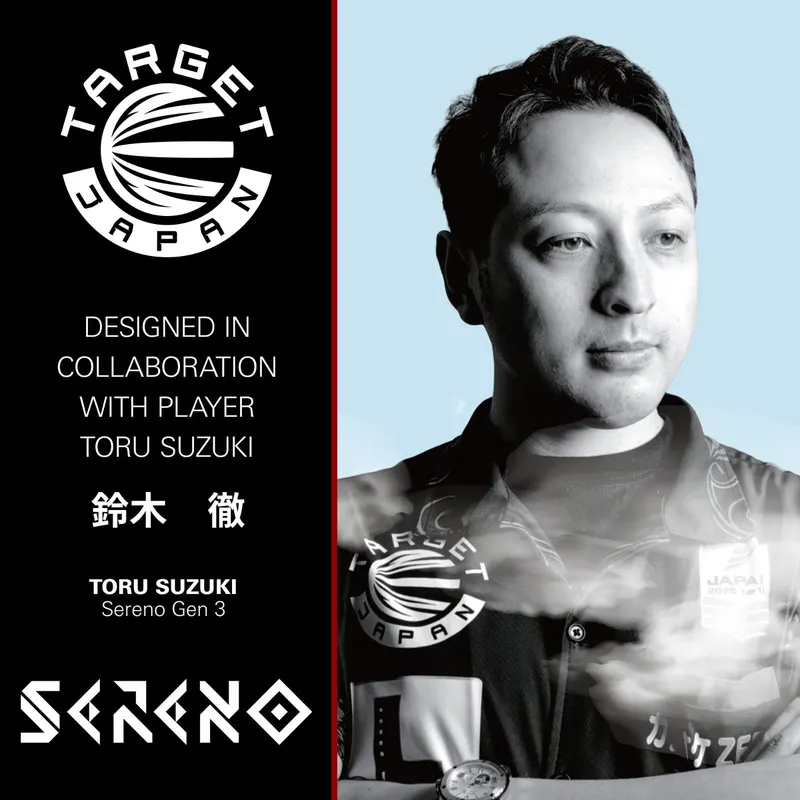 TARGET
JAPAN
DESIGNED IN
COLLABORATION
WITH PLAYER
TORU SUZUKI
鈴木 徹
TORU SUZUKI
Sereno Gen 3
SERENO
TARGET
JAPAN
JAPAN